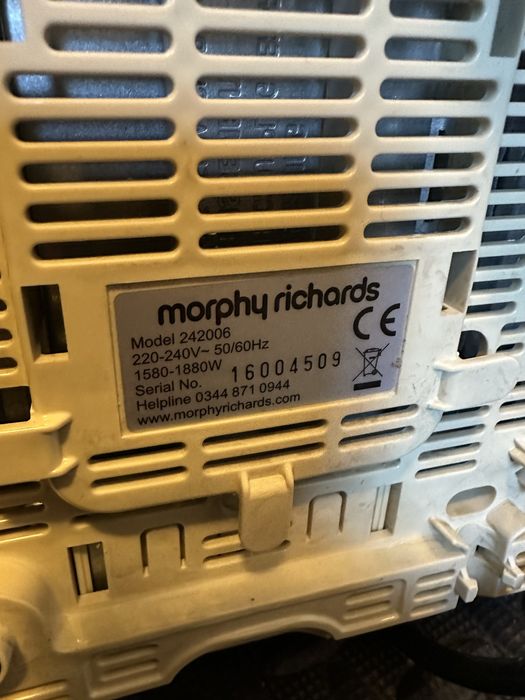 morphy richards
Model 242006
220-240V~ 50/60Hz
1580-1880W
Serial No. 16004509
Helpline 0344 871 0944
www.morphyrichards.com
CE